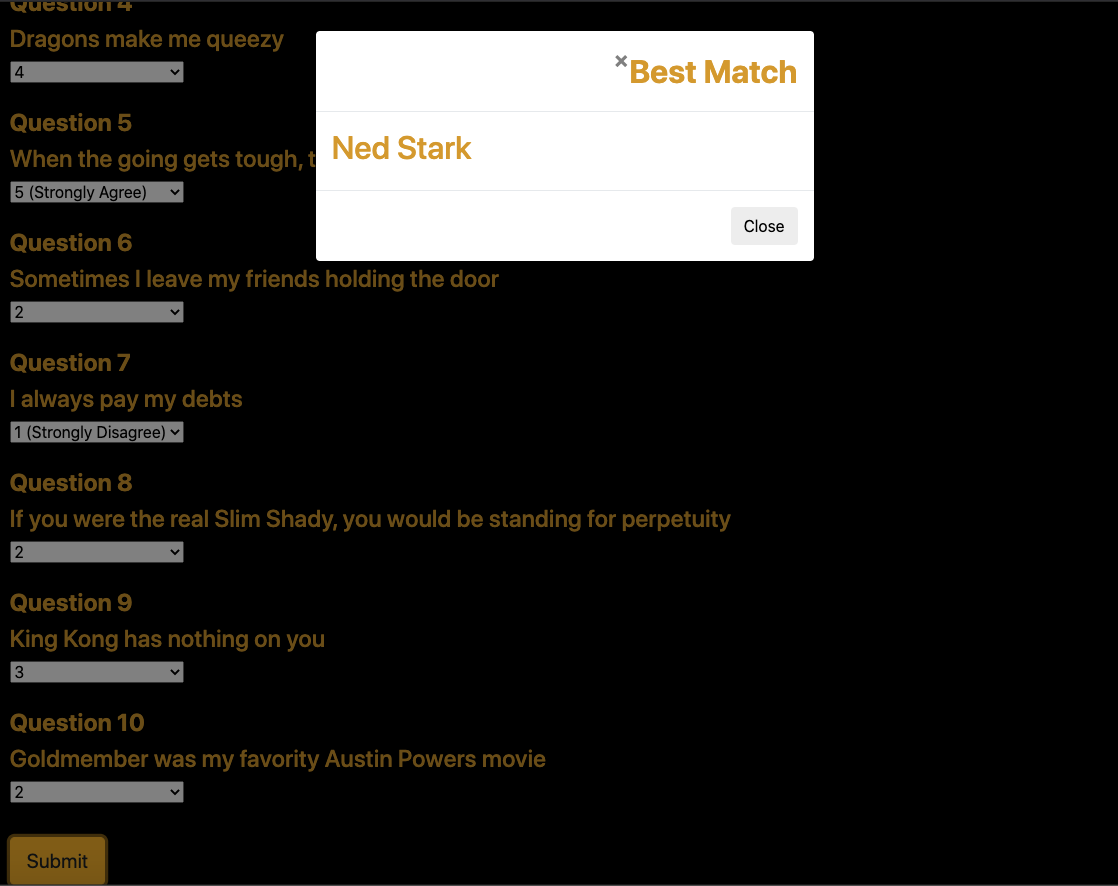 Question 4
Dragons make me queezy
4
× Best Match
Ned Stark
Close
Question 5
When the going gets tough, t
5 (Strongly Agree)
Question 6
Sometimes I leave my friends holding the door
2
Question 7
I always pay my debts
1 (Strongly Disagree)
Question 8
If you were the real Slim Shady, you would be standing for perpetuity
2
Question 9
King Kong has nothing on you
3
Question 10
Goldmember was my favority Austin Powers movie
2
Submit